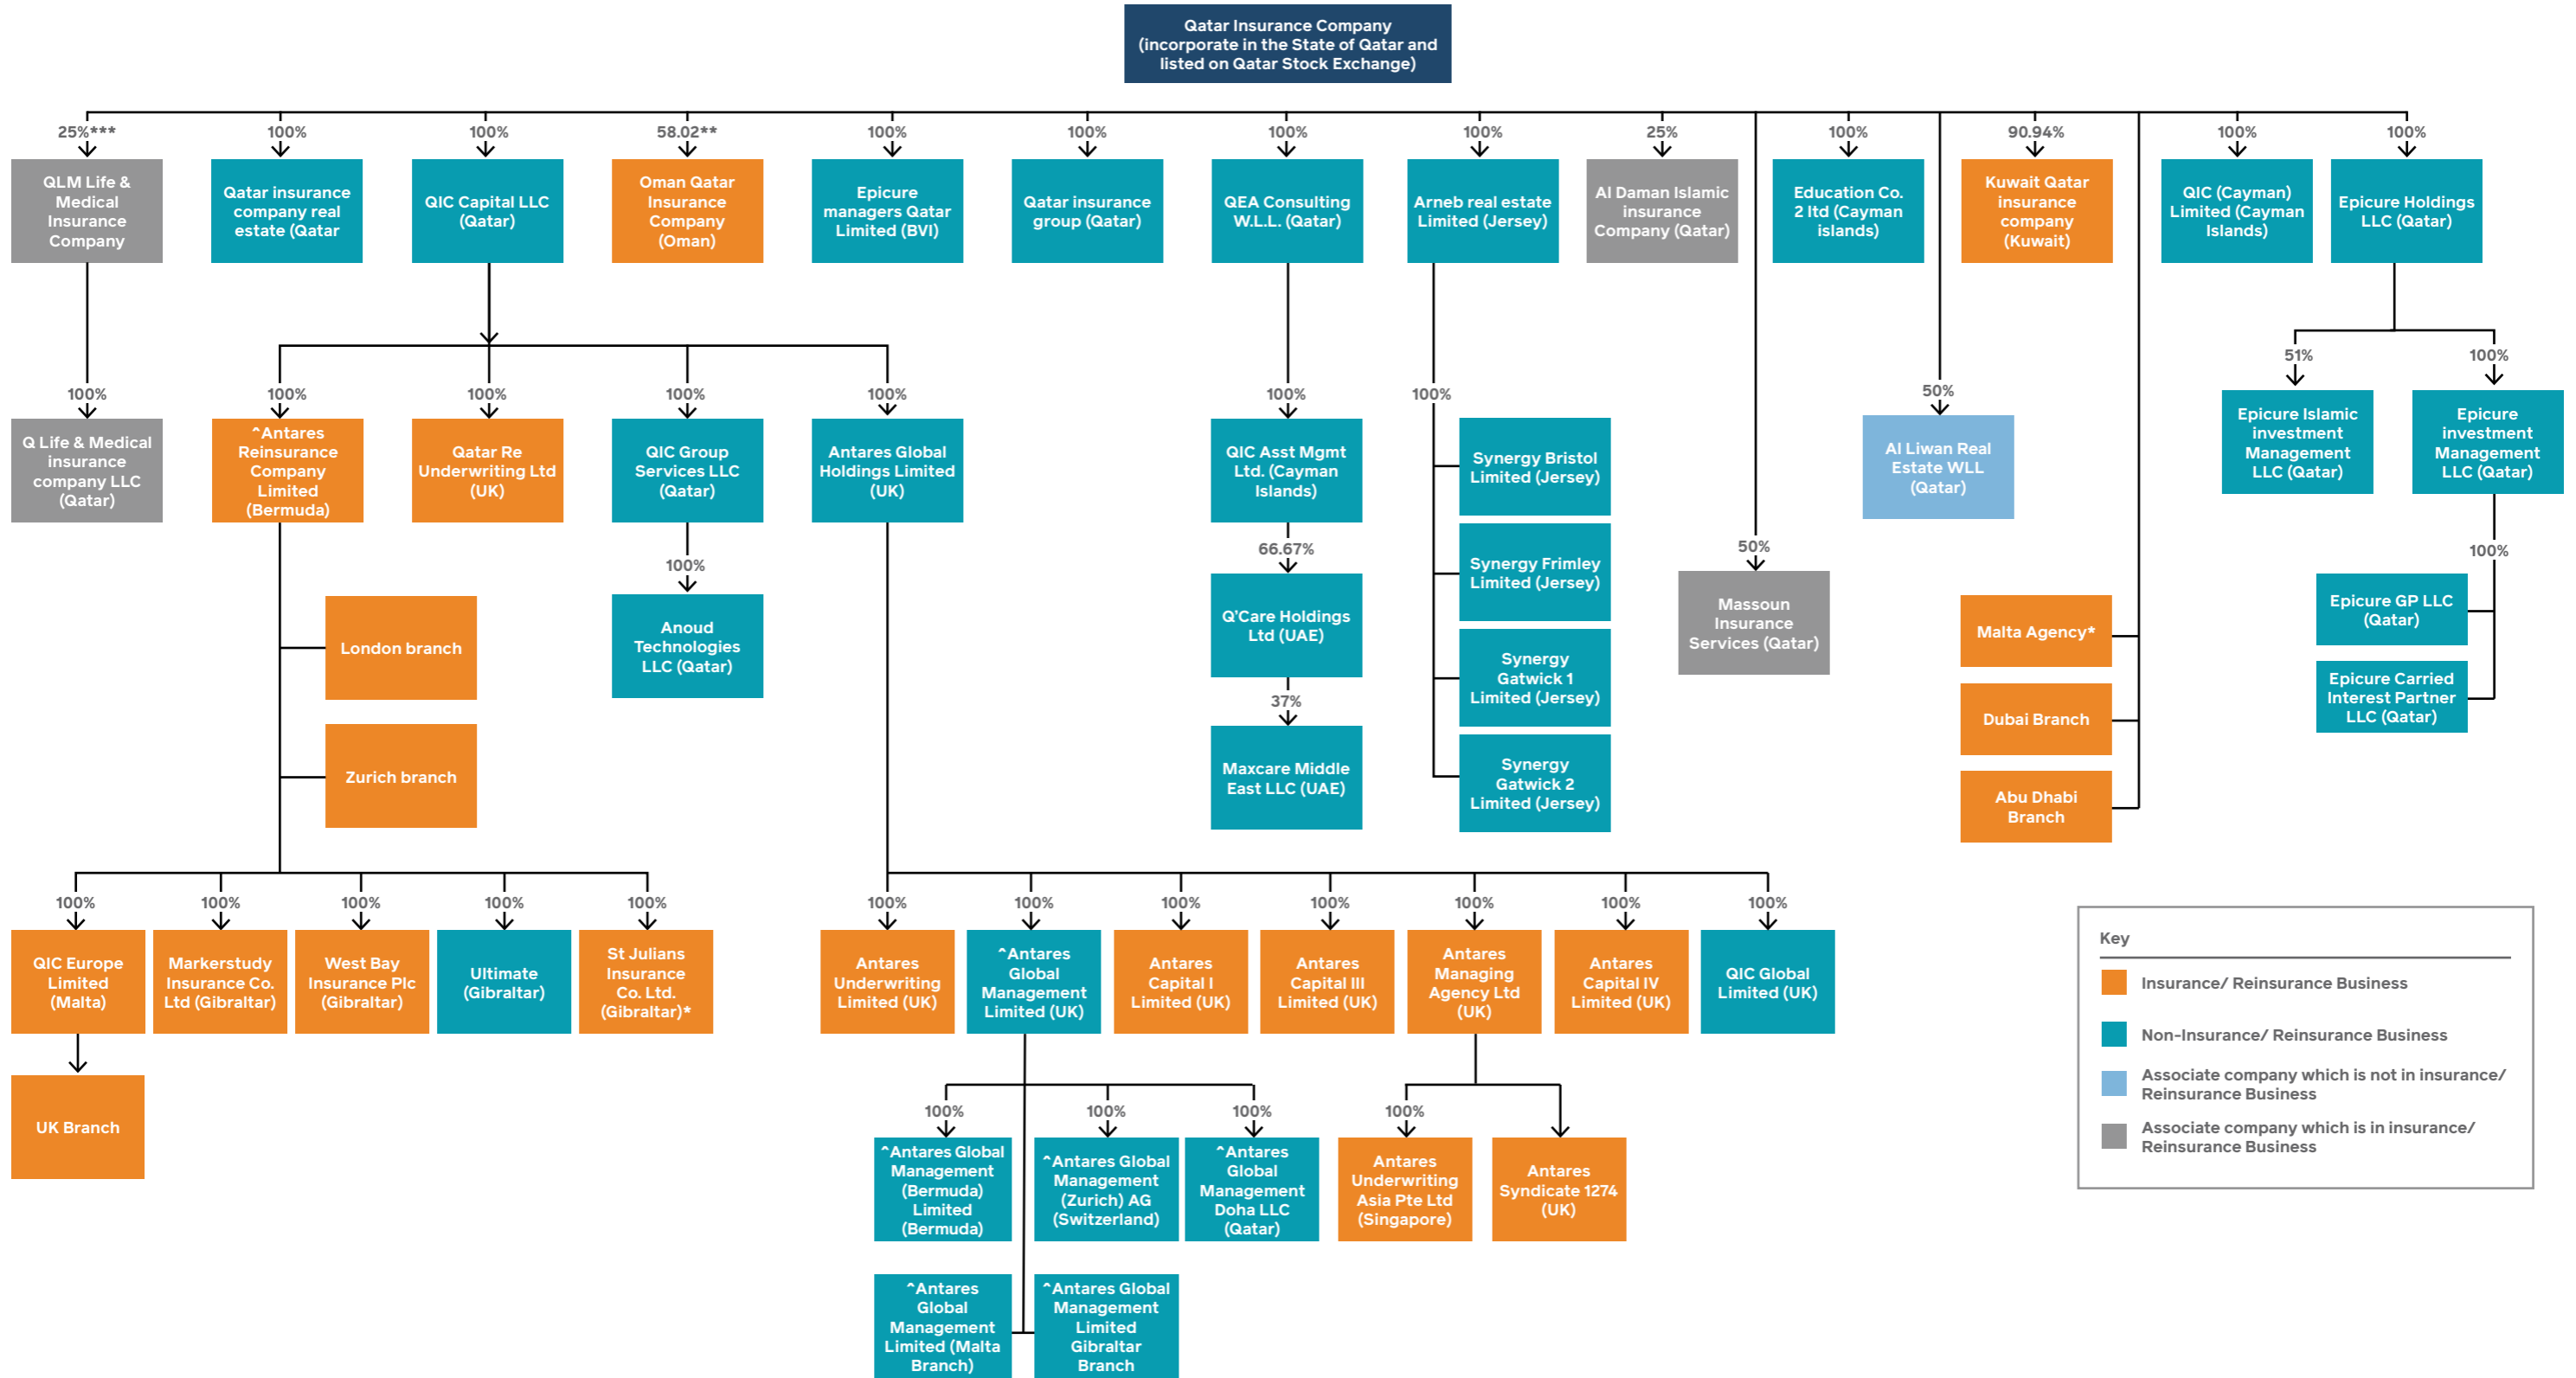 Qatar Insurance Company
(incorporate in the State of Qatar and
listed on Qatar Stock Exchange)
25%***
100%
100%
58.02**
100%
100%
100%
100%
25%
100%
90.94%
100%
100%
QLM Life &
Medical
Insurance
Company
Qatar insurance
company real
estate (Qatar
QIC Capital LLC
(Qatar)
Oman Qatar
Insurance
Company
(Oman)
Epicure
managers Qatar
Limited (BVI)
Qatar insurance
group (Qatar)
QEA Consulting
W.L.L. (Qatar)
Arneb real estate
Limited (Jersey)
Al Daman Islamic
insurance
Company (Qatar)
Education Co.
2 ltd (Cayman
islands)
Kuwait Qatar
insurance
company
(Kuwait)
QIC (Cayman)
Limited (Cayman
Islands)
Epicure Holdings
LLC (Qatar)
51%
100%
100%
100%
100%
100%
100%
100%
100%
50%
Q Life & Medical
insurance
company LLC
(Qatar)
^Antares
Reinsurance
Company
Limited
(Bermuda)
Qatar Re
Underwriting Ltd
(UK)
QIC Group
Services LLC
(Qatar)
Antares Global
Holdings Limited
(UK)
QIC Asst Mgmt
Ltd. (Cayman
Islands)
Synergy Bristol
Limited (Jersey)
Al Liwan Real
Estate WLL
(Qatar)
Epicure Islamic
investment
Management
LLC (Qatar)
Epicure
investment
Management
LLC (Qatar)
100%
66.67%
50%
100%
London branch
Anoud
Technologies
LLC (Qatar)
Q'Care Holdings
Ltd (UAE)
Synergy Frimley
Limited (Jersey)
Massoun
Insurance
Services (Qatar)
Malta Agency*
Epicure GP LLC
(Qatar)
37%
Synergy
Gatwick 1
Limited (Jersey)
Dubai Branch
Epicure Carried
Interest Partner
LLC (Qatar)
Zurich branch
Maxcare Middle
East LLC (UAE)
Synergy
Gatwick 2
Limited (Jersey)
Abu Dhabi
Branch
100%
100%
100%
100%
100%
100%
100%
100%
100%
100%
100%
100%
QIC Europe
Limited
(Malta)
Markerstudy
Insurance Co.
Ltd (Gibraltar)
West Bay
Insurance Plc
(Gibraltar)
Ultimate
(Gibraltar)
St Julians
Insurance
Co. Ltd.
(Gibraltar)*
Antares
Underwriting
Limited (UK)
^Antares
Global
Management
Limited (UK)
Antares
Capital I
Limited (UK)
Antares
Capital III
Limited (UK)
Antares
Managing
Agency Ltd
(UK)
Antares
Capital IV
Limited (UK)
QIC Global
Limited (UK)
UK Branch
100%
100%
100%
100%
^Antares Global
Management
(Bermuda)
Limited
(Bermuda)
^Antares Global
Management
(Zurich) AG
(Switzerland)
^Antares
Global
Management
Doha LLC
(Qatar)
Antares
Underwriting
Asia Pte Ltd
(Singapore)
Antares
Syndicate 1274
(UK)
^Antares
Global
Management
Limited (Malta
Branch)
^Antares Global
Management
Limited
Gibraltar
Branch
Key
Insurance/ Reinsurance Business
Non-Insurance/ Reinsurance Business
Associate company which is not in insurance/
Reinsurance Business
Associate company which is in insurance/
Reinsurance Business